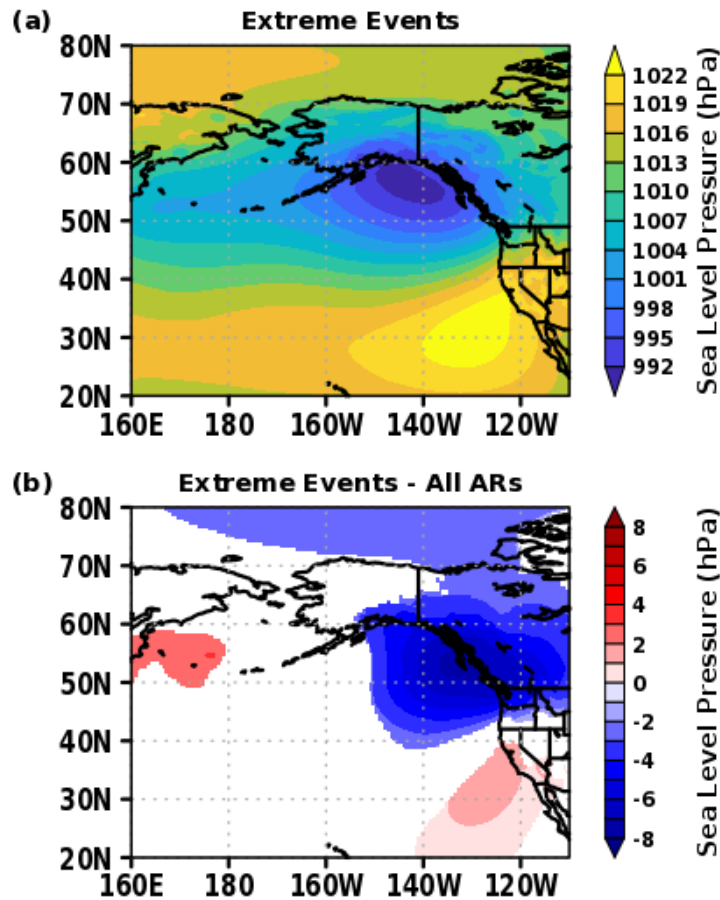 (a) Extreme Events
80N
70N
60N
50N
40N
30N
20N
160E 180 160W 140W 120W
1022
1019
1016
1013
1010
1007
1004
1001
998
995
992
Sea Level Pressure (hPa)
(b) Extreme Events - All ARs
80N
70N
60N
50N
40N
30N
20N
160E 180 160W 140W 120W
8
6
4
2
0
-2
-4
-6
-8
Sea Level Pressure (hPa)